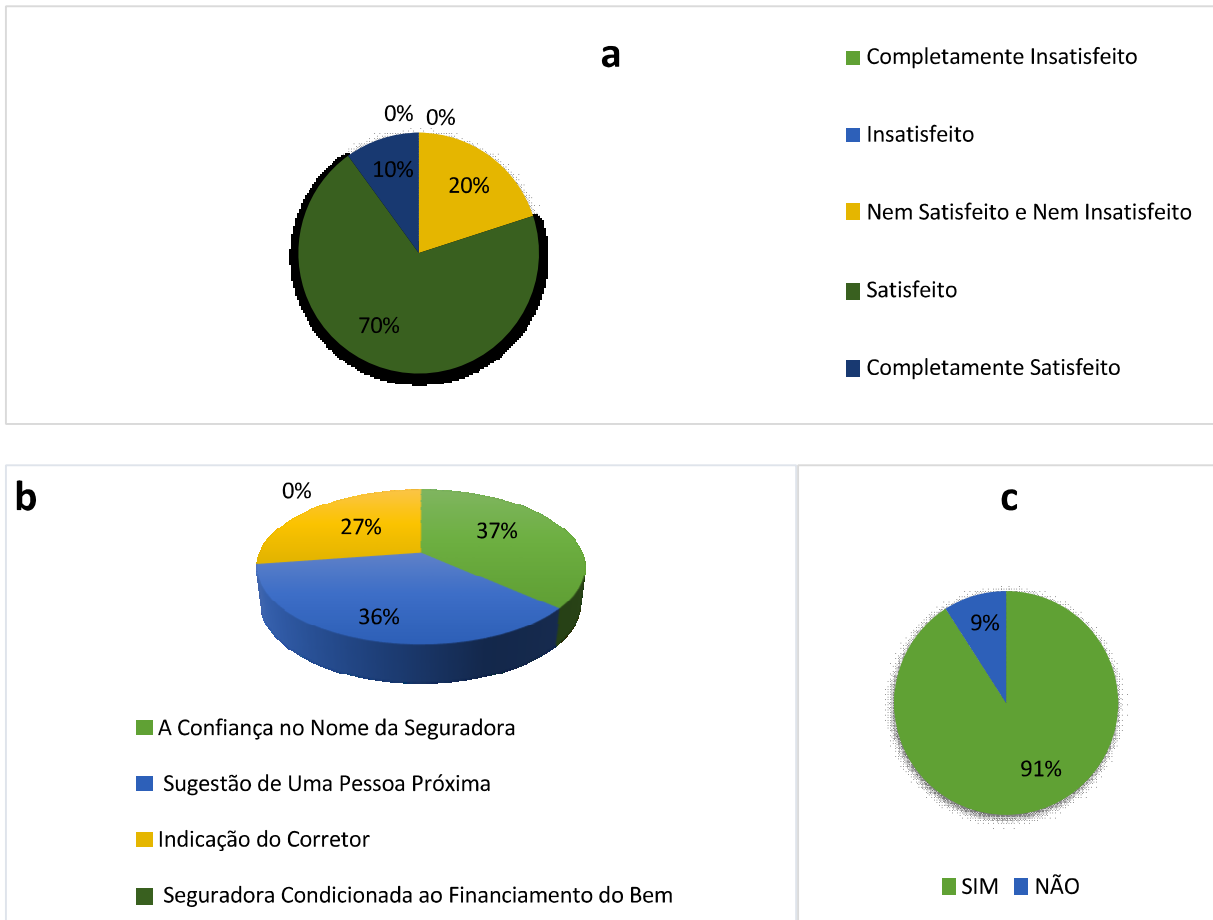 a
Completamente Insatisfeito
Insatisfeito
Nem Satisfeito e Nem Insatisfeito
Satisfeito
Completamente Satisfeito
0% 0%
10%
20%
70%
b
0%
27%
37%
36%
A Confiança no Nome da Seguradora
Sugestão de Uma Pessoa Próxima
Indicação do Corretor
Seguradora Condicionada ao Financiamento do Bem
c
9%
91%
SIM NÃO